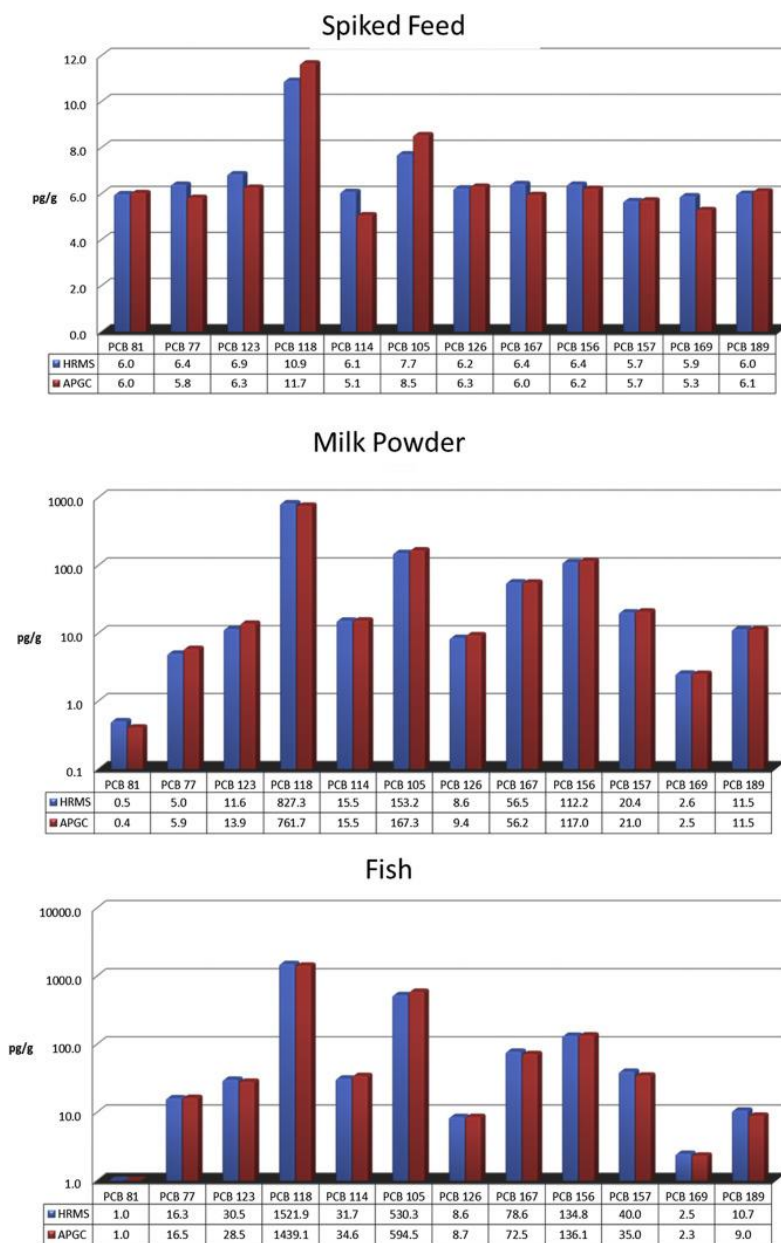 Spiked Feed
12.0
10.0
8.0
pg/g
6.0
4.0
2.0
0.0
PCB 81 PCB 77 PCB 123 PCB 118 PCB 114 PCB 105 PCB 126 PCB 167 PCB 156 PCB 157 PCB 169 PCB 189
HRMS 6.0 6.4 6.9 10.9 6.1 7.7 6.2 6.4 6.4 5.7 5.9 6.0
APGC 6.0 5.8 6.3 11.7 5.1 8.5 6.3 6.0 6.2 5.7 5.3 6.1
Milk Powder
1000.0
100.0
pg/g
10.0
1.0
0.1
PCB 81 PCB 77 PCB 123 PCB 118 PCB 114 PCB 105 PCB 126 PCB 167 PCB 156 PCB 157 PCB 169 PCB 189
HRMS 0.5 5.0 11.6 827.3 15.5 153.2 8.6 56.5 112.2 20.4 2.6 11.5
APGC 0.4 5.9 13.9 761.7 15.5 167.3 9.4 56.2 117.0 21.0 2.5 11.5
Fish
10000.0
1000.0
pg/g
100.0
10.0
1.0
PCB 81 PCB 77 PCB 123 PCB 118 PCB 114 PCB 105 PCB 126 PCB 167 PCB 156 PCB 157 PCB 169 PCB 189
HRMS 1.0 16.3 30.5 1521.9 31.7 530.3 8.6 78.6 134.8 40.0 2.5 10.7
APGC 1.0 16.5 28.5 1439.1 34.6 594.5 8.7 72.5 136.1 35.0 2.3 9.0